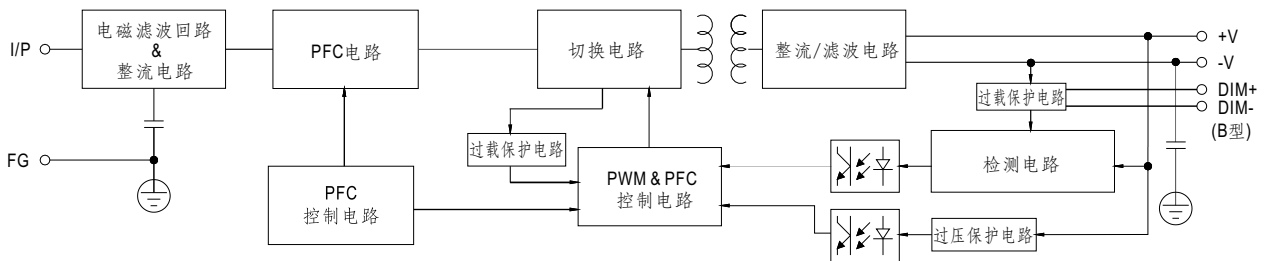 I/P
电磁滤波回路
&
整流电路
PFC电路
切换电路
整流/滤波电路
+V
-V
过载保护电路
DIM+
DIM-
(B型)
FG
过载保护电路
PFC
控制电路
PWM & PFC
控制电路
检测电路
过压保护电路